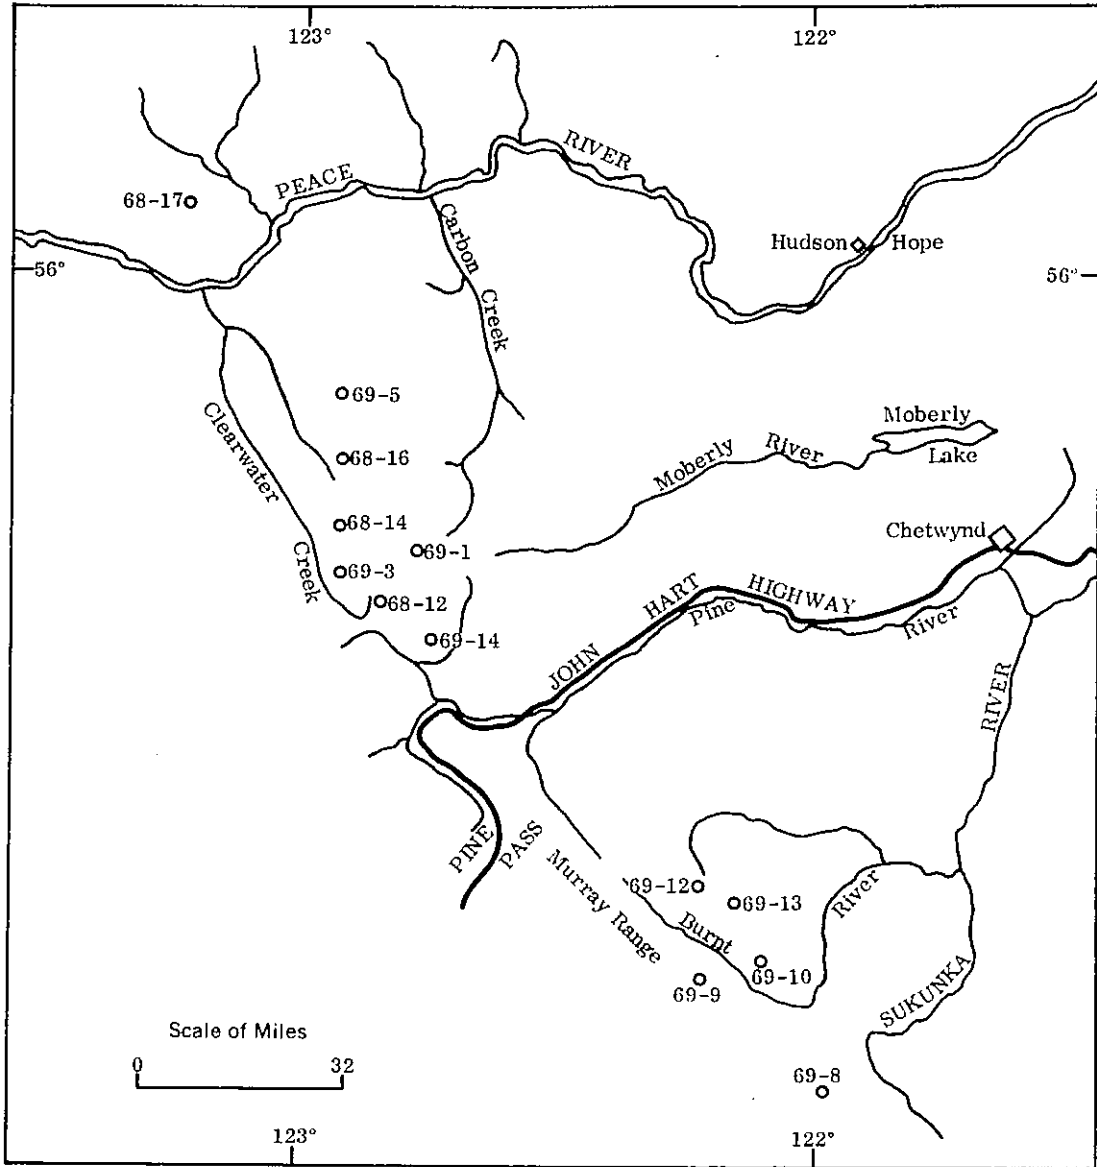 123°
122°
PEACE
RIVER
68-17
Hudson Hope
56°
56°
Carbon Creek
69-5
Clearwater Creek
68-16
Moberly River
Moberly Lake
68-14
69-1
Chetwynd
69-3
68-12
69-14
JOHN HART HIGHWAY
Pine River
RIVER
PINE PASS
Murray Range
69-12
69-13
Burnt River
69-10
69-9
SUKUNKA
Scale of Miles
0 32
69-8
123°
122°